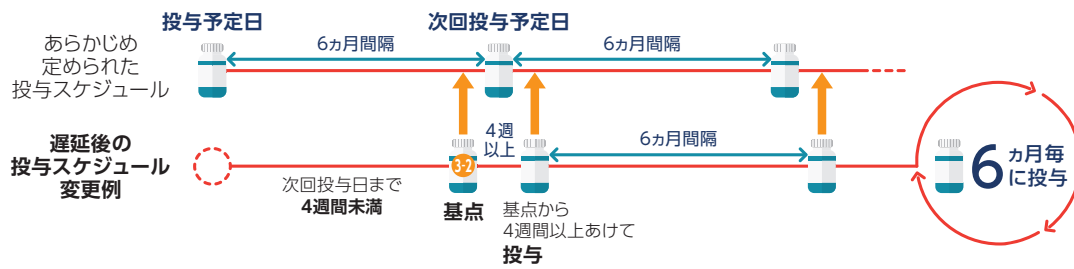 投与予定日
次回投与予定日
あらかじめ
定められた
投与スケジュール
6ヵ月間隔
6ヵ月間隔
遅延後の
投与スケジュール
変更例
3-2
4週
以上
6ヵ月間隔
6ヵ月毎
に投与
次回投与日まで
4週間未満
基点
基点から
4週間以上あけて
投与